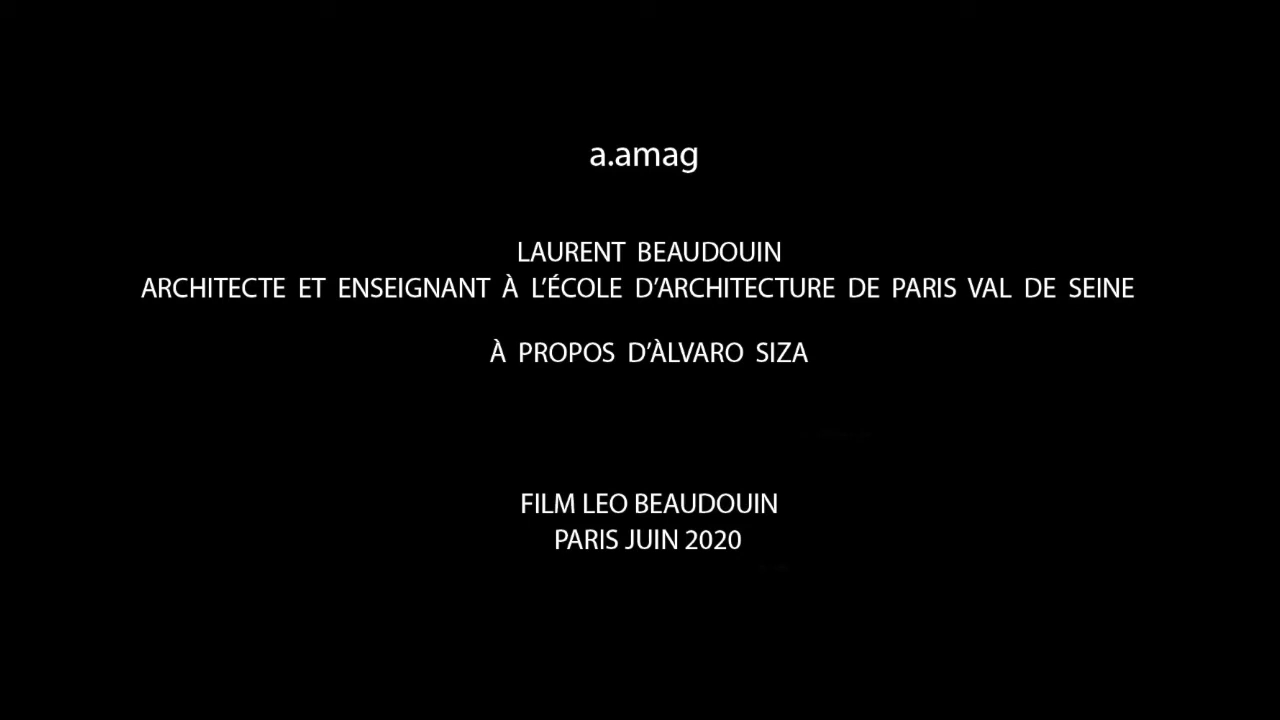 a.amag
LAURENT BEAUDOUIN
ARCHITECTE ET ENSEIGNANT À L'ÉCOLE D'ARCHITECTURE DE PARIS VAL DE SEINE
À PROPOS D'ÀLVARO SIZA
FILM LEO BEAUDOUIN
PARIS JUIN 2020